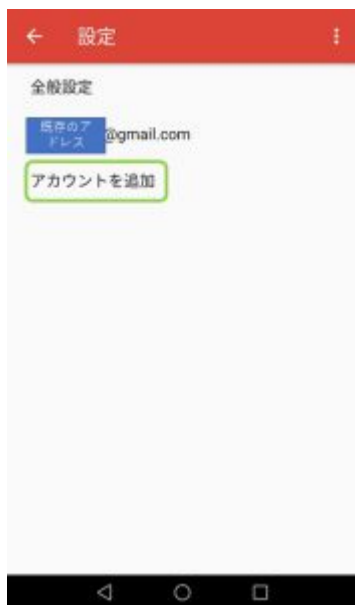 設定
全般設定
既存のア
ドレス
@gmail.com
アカウントを追加